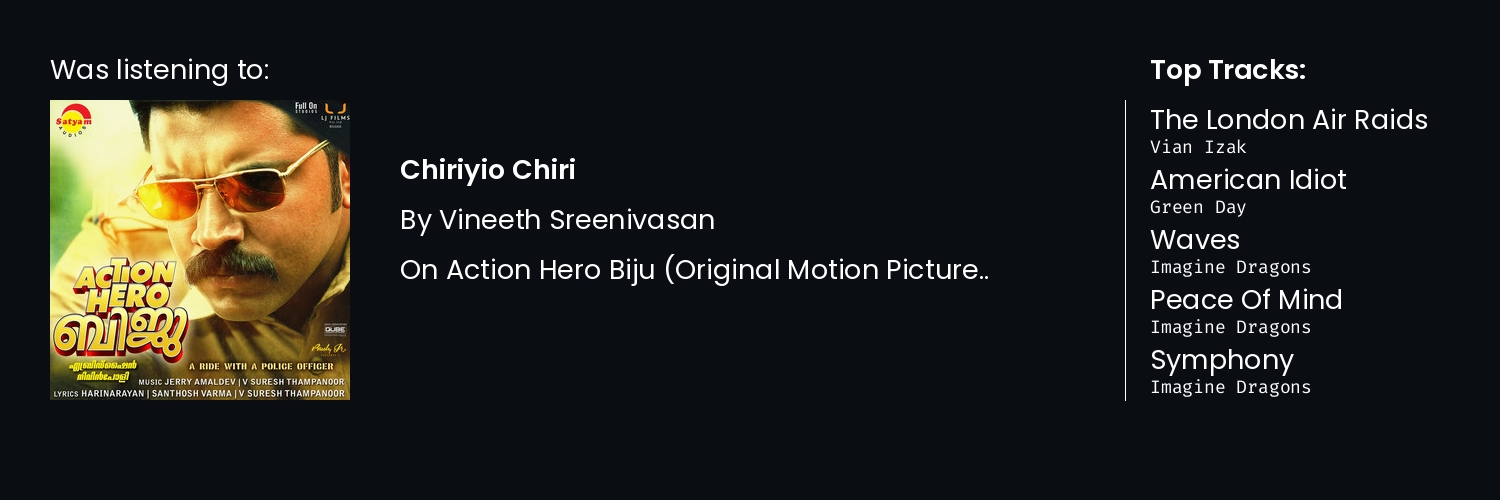 Was listening to:
Satyam
AUDIOS
Full On
STUDIOS
LJ FILMS
ACTION
HERO
ബിജു
എബ്രിഡ് ഷൈൻ
നിവിൻപോളി
QUBE
A RIDE WITH A POLICE OFFICER
MUSIC JERRY AMALDEV | V SURESH THAMPANOOR
LYRICS HARINARAYAN | SANTHOSH VARMA | V SURESH THAMPANOOR
Chiriyio Chiri
By Vineeth Sreenivasan
On Action Hero Biju (Original Motion Picture..
Top Tracks:
The London Air Raids
Vian Izak
American Idiot
Green Day
Waves
Imagine Dragons
Peace Of Mind
Imagine Dragons
Symphony
Imagine Dragons